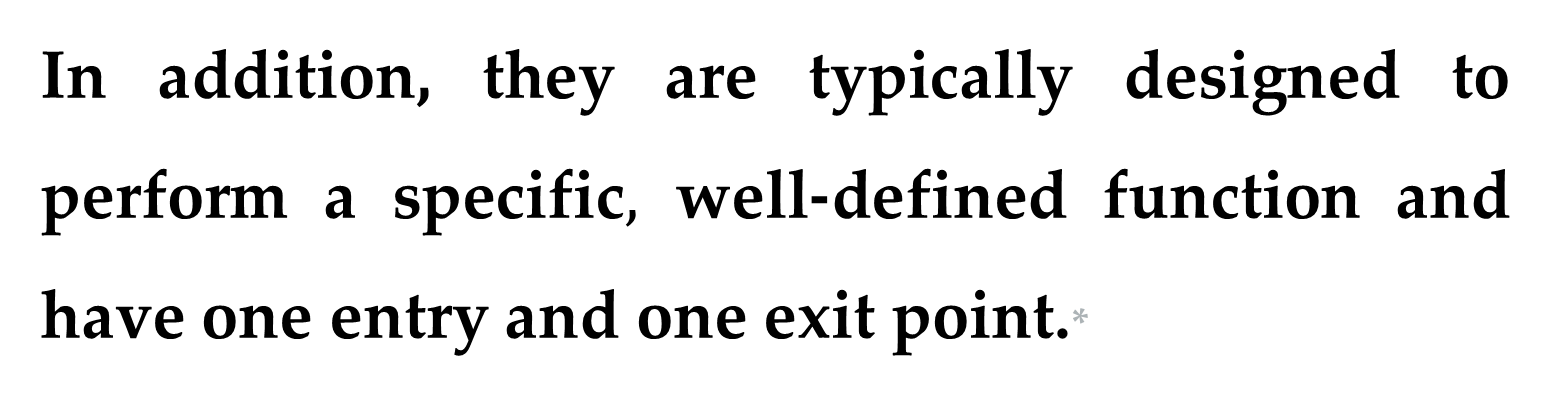 In addition, they are typically designed to
perform a specific, well-defined function and
have one entry and one exit point.*